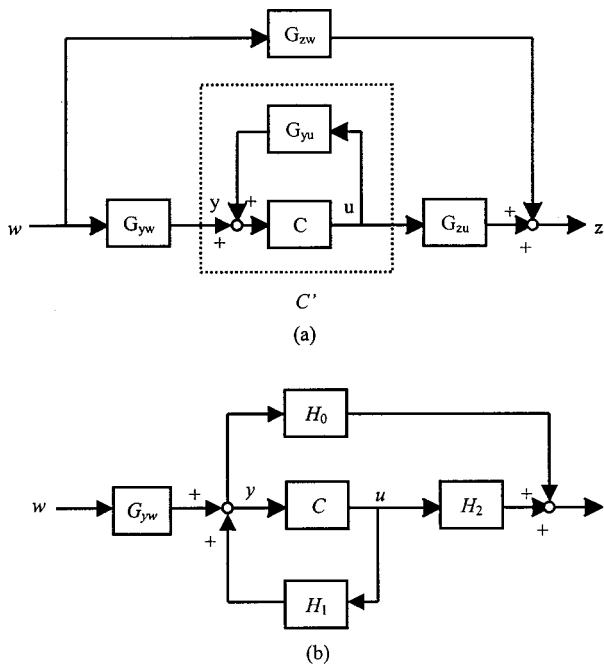 G_zw
G_yu
y + u
w G_yw + C G_zu + z
+
C'
(a)
H_0
w G_yw + y C u H_2 +
+ +
H_1
(b)